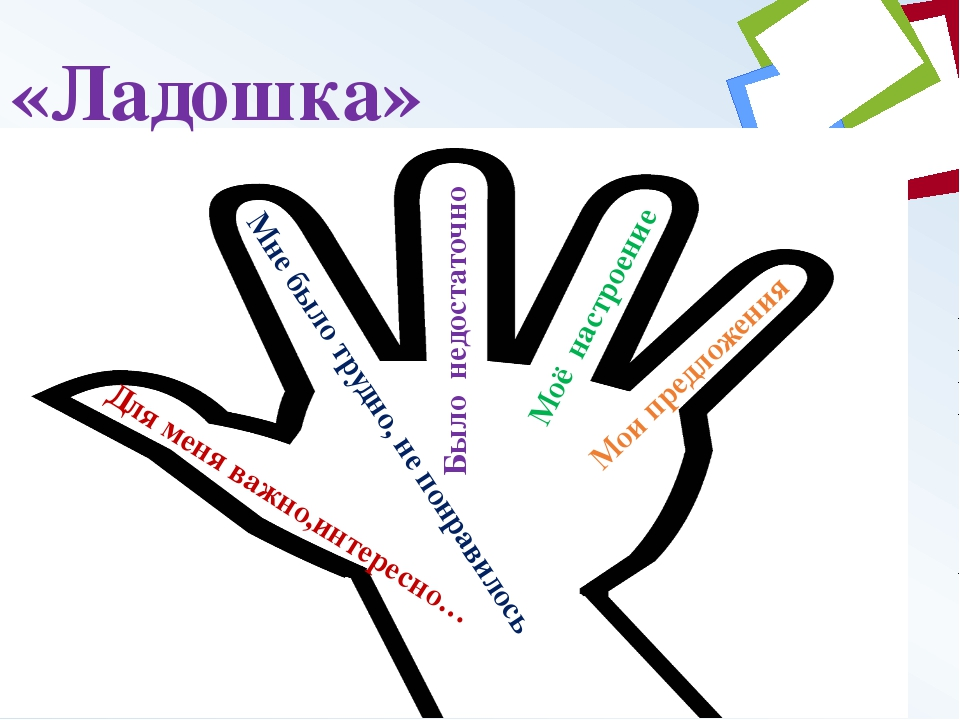 «Ладошка»
Для меня важно,интересно…
Мне было трудно, не понравилось
Было недостаточно
Моё настроение
Мои предложения